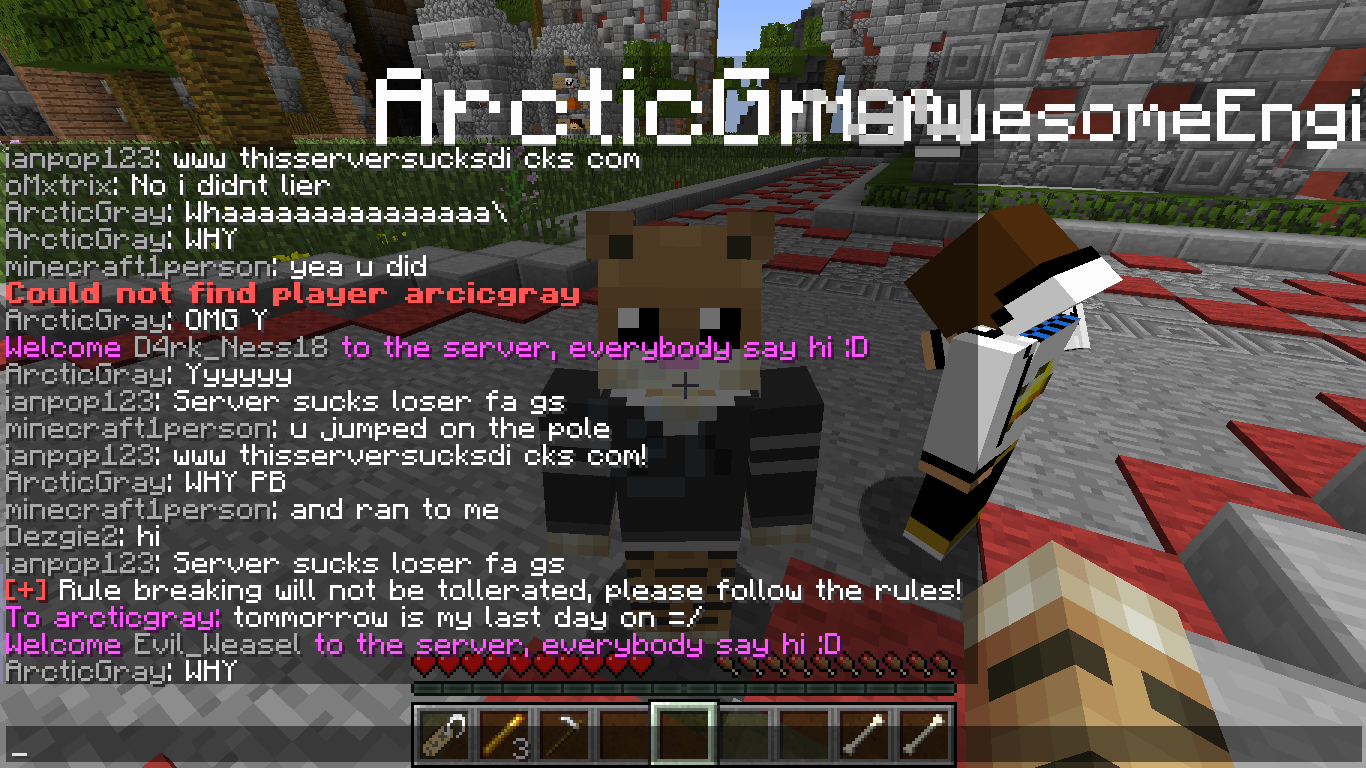 ArcticGr
AwesomeEngi
ianpop123: www thisserversucksdi cks com
oMxtrix: No i didnt lier
ArcticGray: Whaaaaaaaaaaaaaaaa\
ArcticGray: WHY
minecraft1person: yea u did
Could not find player arcicgray
ArcticGray: OMG Y
Welcome D4rk_Ness18 to the server, everybody say hi :D
ArcticGray: Yyyyyy
ianpop123: Server sucks loser fa gs
minecraft1person: u jumped on the pole
ianpop123: www thisserversucksdi cks com!
ArcticGray: WHY PB
minecraft1person: and ran to me
Dezgie2: hi
ianpop123: Server sucks loser fa gs
[+] Rule breaking will not be tollerated, please follow the rules!
To arcticgray: tommorrow is my last day on =/
Welcome Evil_Weasel to the server, everybody say hi :D
ArcticGray: WHY
3
_